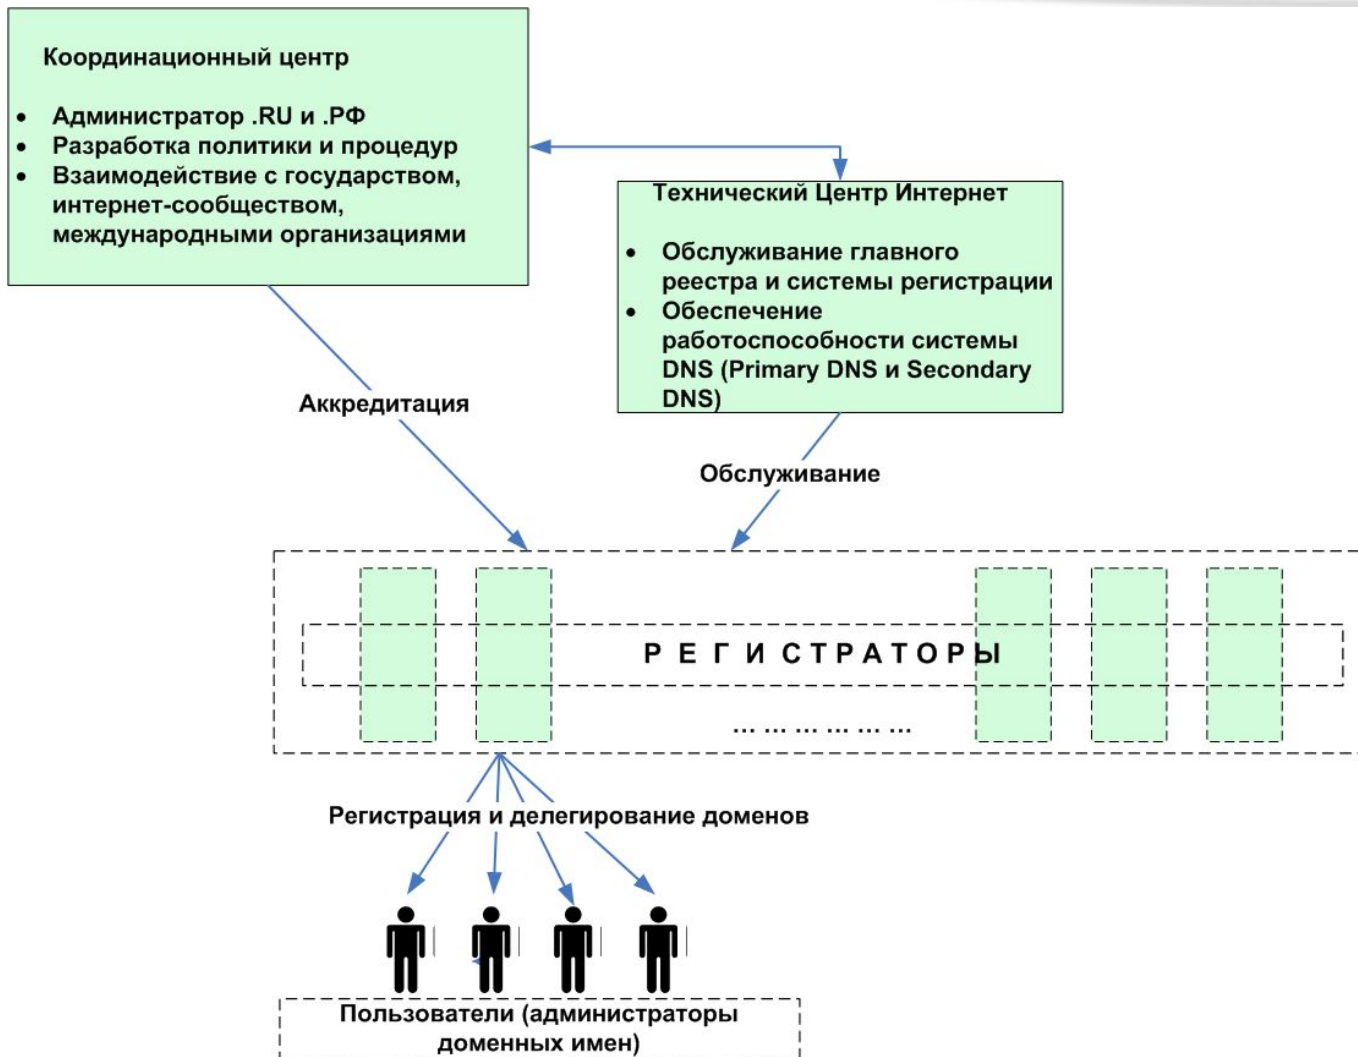 Координационный центр
• Администратор .RU и .РФ
• Разработка политики и процедур
• Взаимодействие с государством,
интернет-сообществом,
международными организациями
Технический Центр Интернет
• Обслуживание главного
реестра и системы регистрации
• Обеспечение
работоспособности системы
DNS (Primary DNS и Secondary
DNS)
Аккредитация
Обслуживание
Р Е Г И С Т Р А Т О Р Ы
... ... ... ... ... ...
Регистрация и делегирование доменов
Пользователи (администраторы
доменных имен)